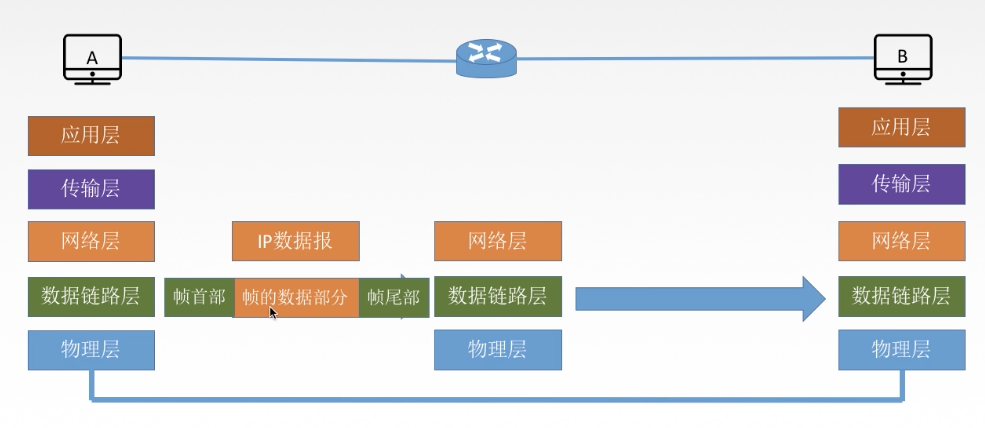 A
B
应用层
应用层
传输层
传输层
网络层
IP数据报
网络层
网络层
数据链路层
帧首部
帧的数据部分
帧尾部
数据链路层
数据链路层
物理层
物理层
物理层